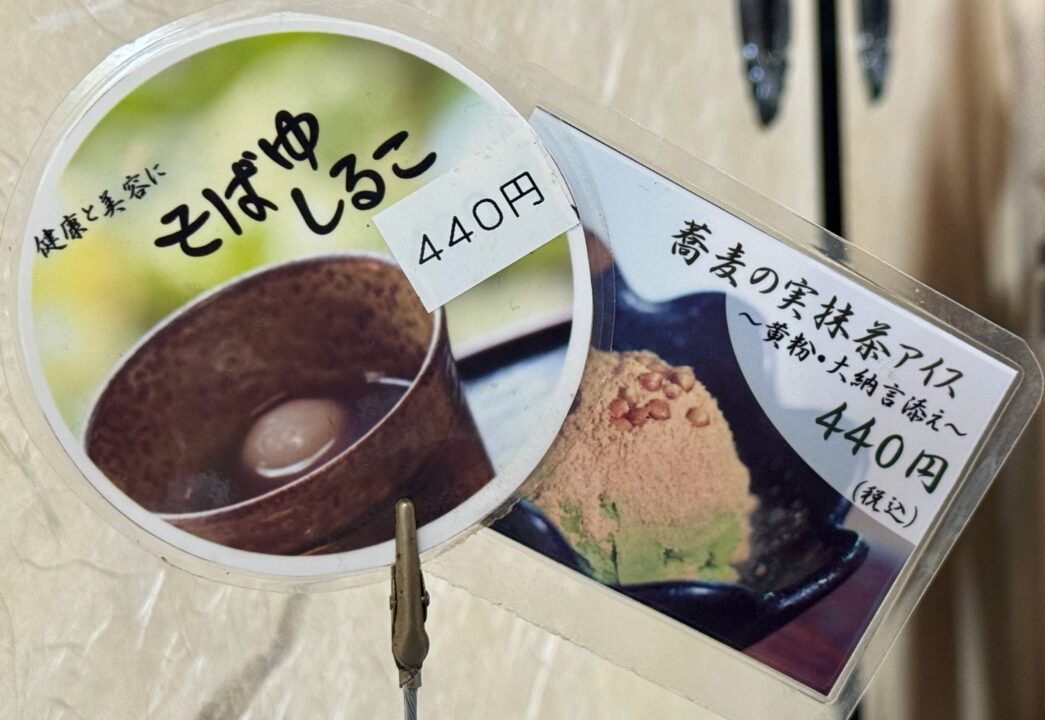 健康と美容に
そばゆ
しるこ
440円
蕎麦の実抹茶アイス
～黄粉・大納言添え～
440円
(税込)